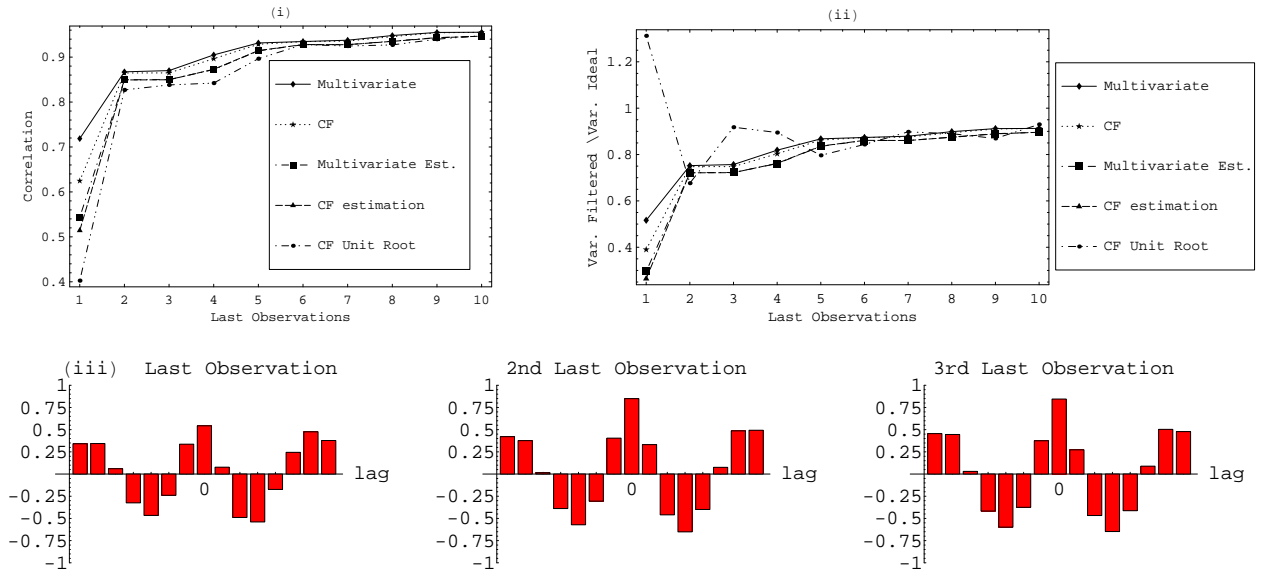 (i)
Correlation
0.9
0.8
0.7
0.6
0.5
0.4
Multivariate
CF
Multivariate Est.
CF estimation
CF Unit Root
1 2 3 4 5 6 7 8 9 10
Last Observations
(ii)
Var. Filtered \Var. Ideal
1.2
1
0.8
0.6
0.4
Multivariate
CF
Multivariate Est.
CF estimation
CF Unit Root
1 2 3 4 5 6 7 8 9 10
Last Observations
(iii) Last Observation
1
0.75
0.5
0.25
-0.25
-0.5
-0.75
-1
0
lag
2nd Last Observation
1
0.75
0.5
0.25
-0.25
-0.5
-0.75
-1
0
lag
3rd Last Observation
1
0.75
0.5
0.25
-0.25
-0.5
-0.75
-1
0
lag